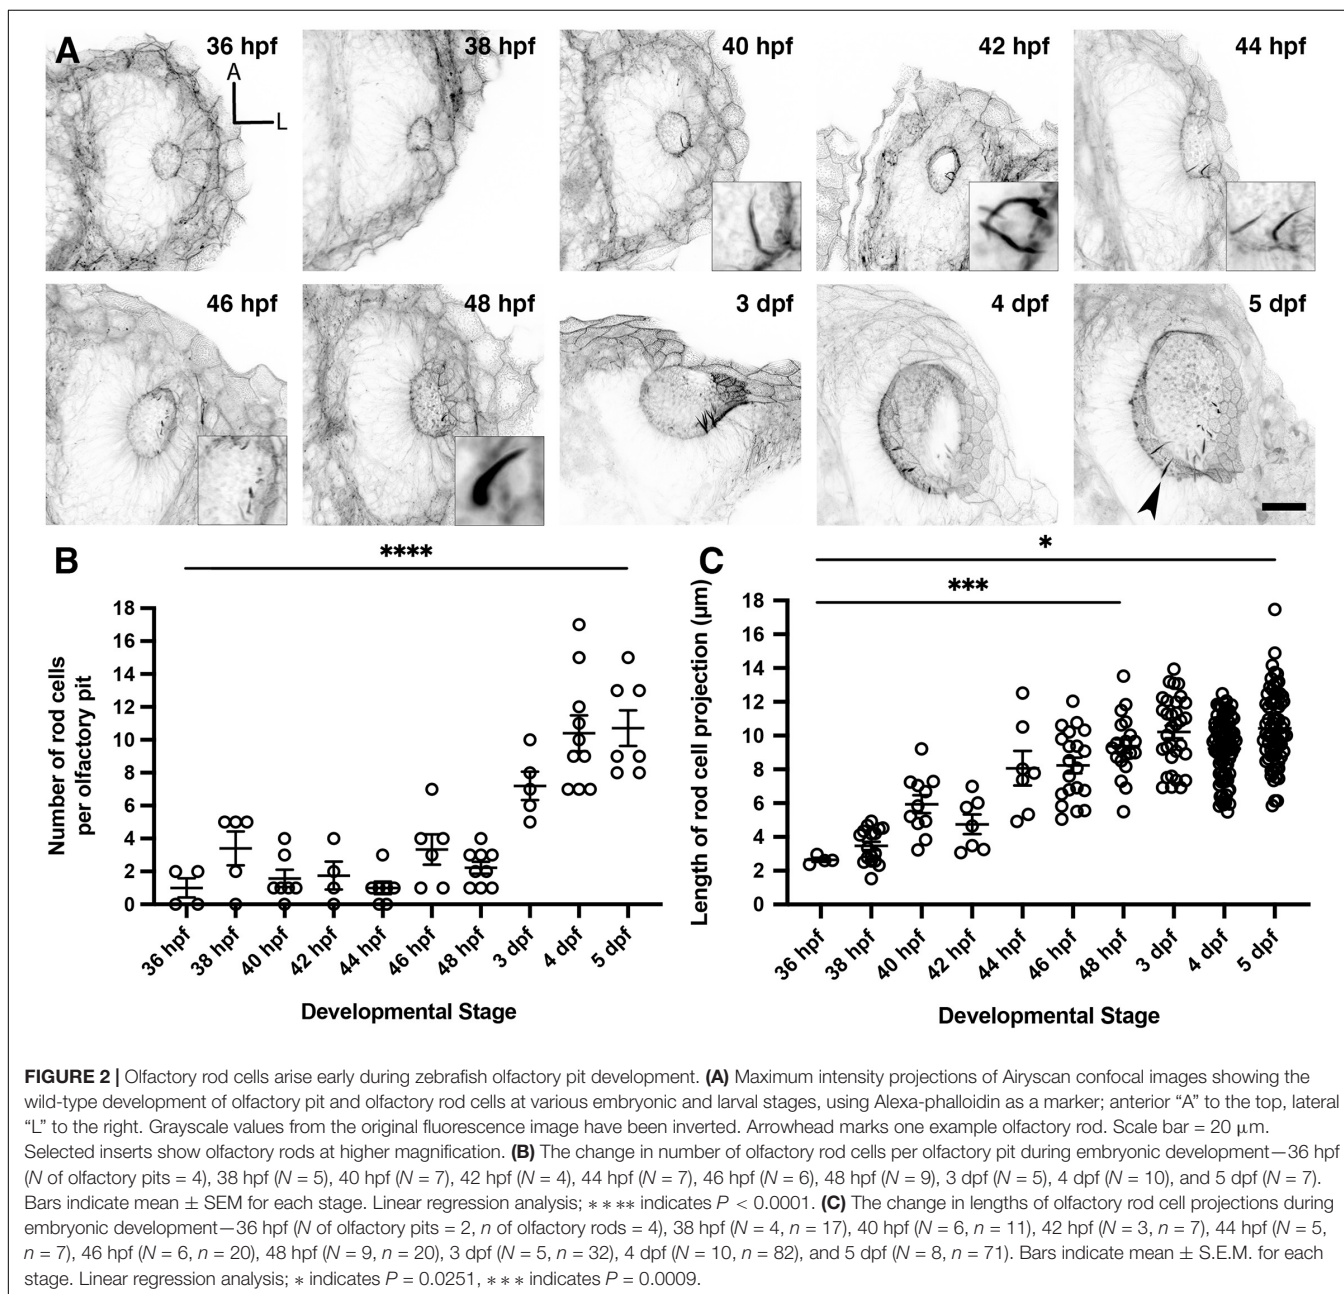 A
36 hpf
A
L
38 hpf
40 hpf
42 hpf
44 hpf
46 hpf
48 hpf
3 dpf
4 dpf
5 dpf
B
****
Number of rod cells
per olfactory pit
18
16
14
12
10
8
6
4
2
0
36 hpf
38 hpf
40 hpf
42 hpf
44 hpf
46 hpf
48 hpf
3 dpf
4 dpf
5 dpf
Developmental Stage
C
*
***
Length of rod cell projection (μm)
18
16
14
12
10
8
6
4
2
0
36 hpf
38 hpf
40 hpf
42 hpf
44 hpf
46 hpf
48 hpf
3 dpf
4 dpf
5 dpf
Developmental Stage
FIGURE 2 | Olfactory rod cells arise early during zebrafish olfactory pit development. (A) Maximum intensity projections of Airyscan confocal images showing the
wild-type development of olfactory pit and olfactory rod cells at various embryonic and larval stages, using Alexa-phalloidin as a marker; anterior “A” to the top, lateral
“L” to the right. Grayscale values from the original fluorescence image have been inverted. Arrowhead marks one example olfactory rod. Scale bar = 20 μm.
Selected inserts show olfactory rods at higher magnification. (B) The change in number of olfactory rod cells per olfactory pit during embryonic development—36 hpf
(N of olfactory pits = 4), 38 hpf (N = 5), 40 hpf (N = 7), 42 hpf (N = 4), 44 hpf (N = 7), 46 hpf (N = 6), 48 hpf (N = 9), 3 dpf (N = 5), 4 dpf (N = 10), and 5 dpf (N = 7).
Bars indicate mean ± SEM for each stage. Linear regression analysis; **** indicates P < 0.0001. (C) The change in lengths of olfactory rod cell projections during
embryonic development—36 hpf (N of olfactory pits = 2, n of olfactory rods = 4), 38 hpf (N = 4, n = 17), 40 hpf (N = 6, n = 11), 42 hpf (N = 3, n = 7), 44 hpf (N = 5,
n = 7), 46 hpf (N = 6, n = 20), 48 hpf (N = 9, n = 20), 3 dpf (N = 5, n = 32), 4 dpf (N = 10, n = 82), and 5 dpf (N = 8, n = 71). Bars indicate mean ± S.E.M. for each
stage. Linear regression analysis; * indicates P = 0.0251, *** indicates P = 0.0009.